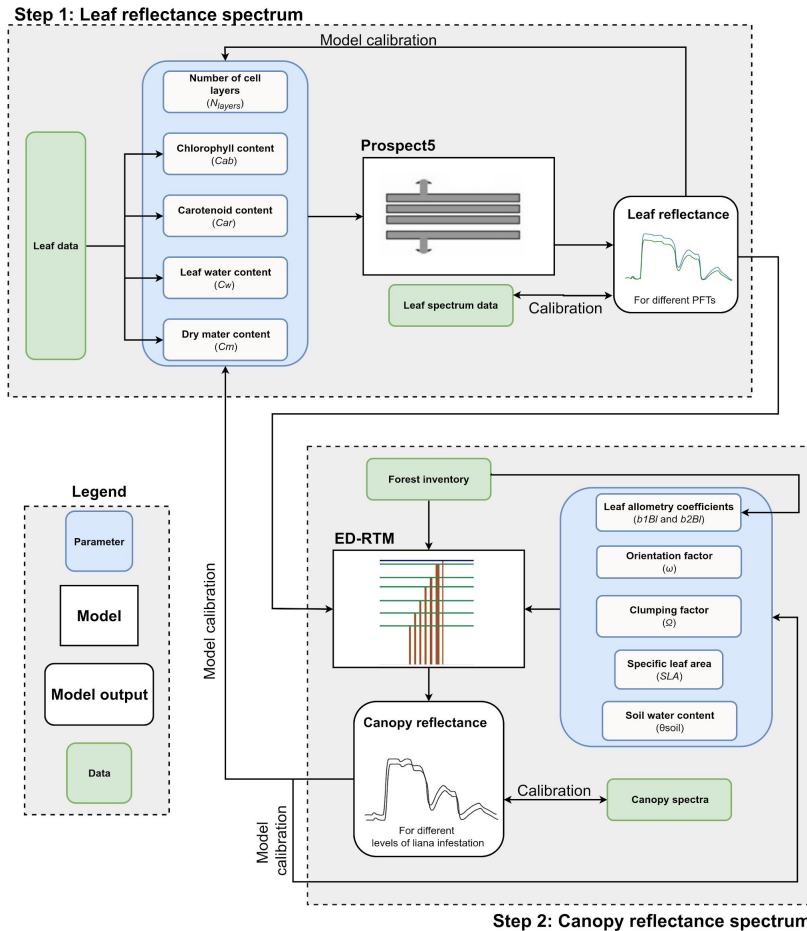 Step 1: Leaf reflectance spectrum
Model calibration
Number of cell
layers
(Nlayers)
Chlorophyll content
(Cab)
Carotenoid content
(Car)
Leaf water content
(Cw)
Dry mater content
(Cm)
Leaf data
Prospect5
Leaf reflectance
For different PFTs
Leaf spectrum data
Calibration
Legend
Parameter
Model
Model output
Data
Model calibration
Forest inventory
ED-RTM
Leaf allometry coefficients
(b1Bl and b2Bl)
Orientation factor
(ω)
Clumping factor
(Ω)
Specific leaf area
(SLA)
Soil water content
(θsoil)
Canopy reflectance
For different
levels of liana infestation
Calibration
Canopy spectra
Model
calibration
Step 2: Canopy reflectance spectrum